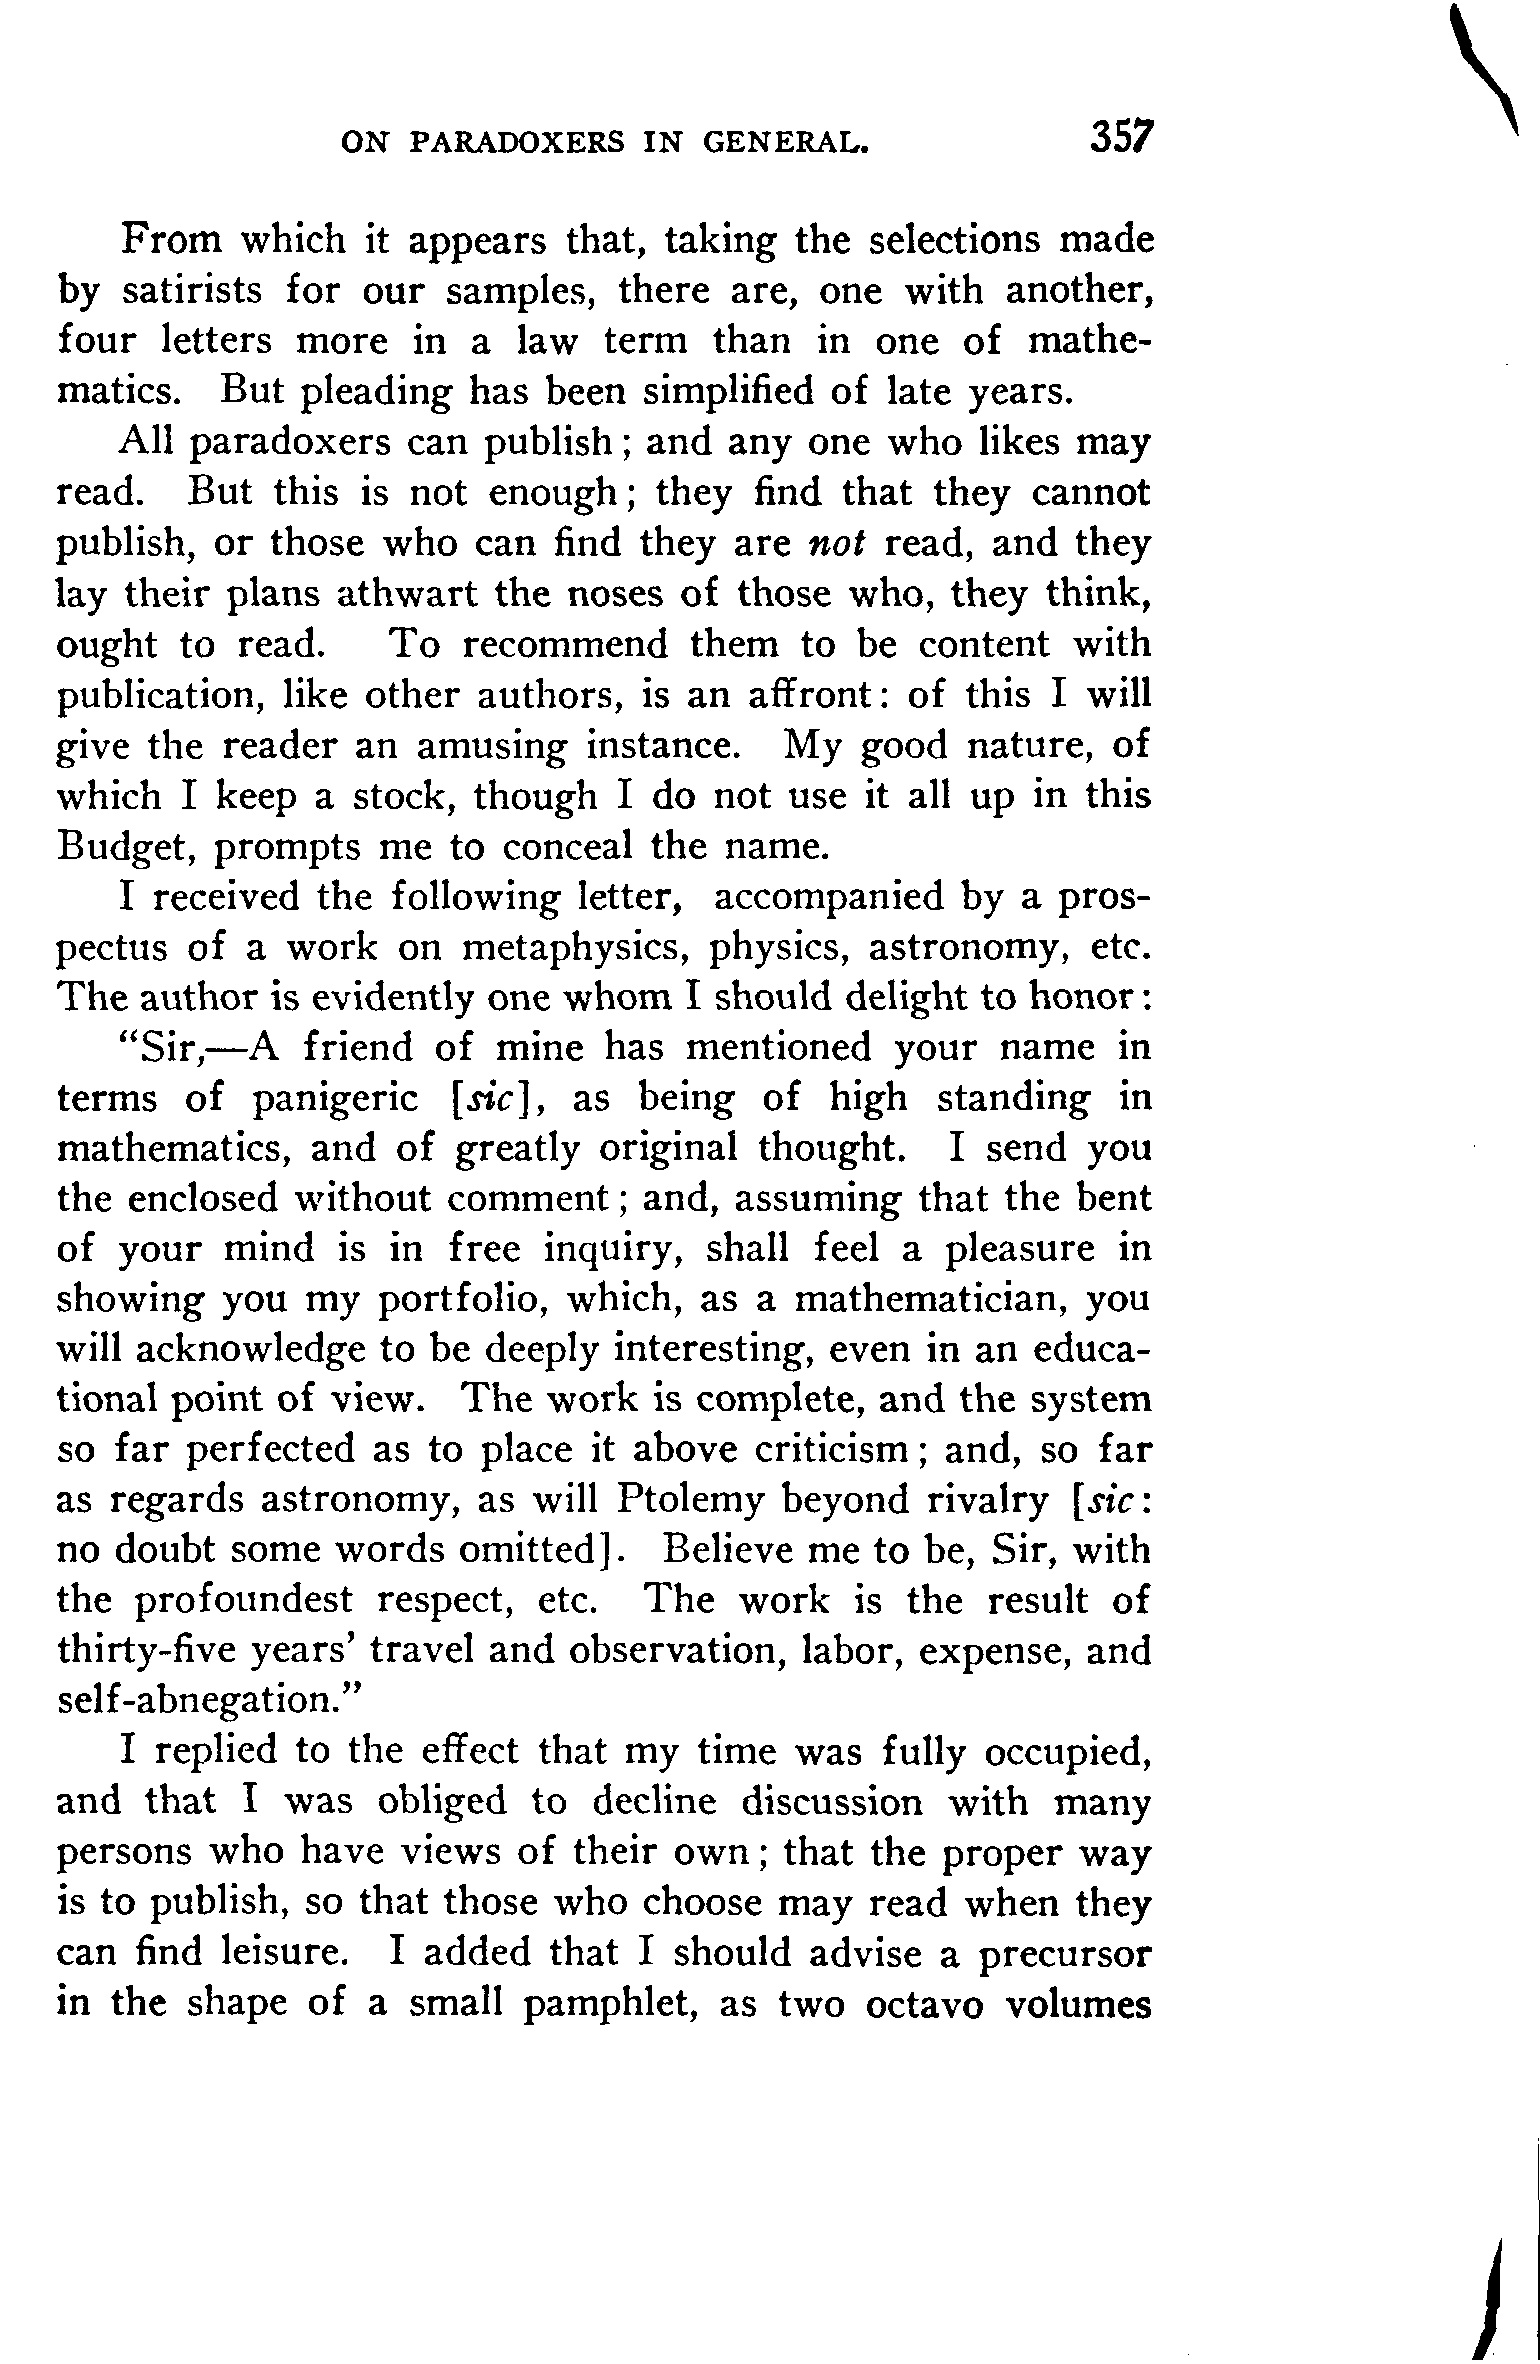 ON PARADOXERS IN GENERAL. 357
From which it appears that, taking the selections made
by satirists for our samples, there are, one with another,
four letters more in a law term than in one of mathe-
matics. But pleading has been simplified of late years.
All paradoxers can publish; and any one who likes may
read. But this is not enough; they find that they cannot
publish, or those who can find they are not read, and they
lay their plans athwart the noses of those who, they think,
ought to read. To recommend them to be content with
publication, like other authors, is an affront: of this I will
give the reader an amusing instance. My good nature, of
which I keep a stock, though I do not use it all up in this
Budget, prompts me to conceal the name.
I received the following letter, accompanied by a pros-
pectus of a work on metaphysics, physics, astronomy, etc.
The author is evidently one whom I should delight to honor:
“Sir,—A friend of mine has mentioned your name in
terms of panigeric [sic], as being of high standing in
mathematics, and of greatly original thought. I send you
the enclosed without comment; and, assuming that the bent
of your mind is in free inquiry, shall feel a pleasure in
showing you my portfolio, which, as a mathematician, you
will acknowledge to be deeply interesting, even in an educa-
tional point of view. The work is complete, and the system
so far perfected as to place it above criticism; and, so far
as regards astronomy, as will Ptolemy beyond rivalry [sic:
no doubt some words omitted]. Believe me to be, Sir, with
the profoundest respect, etc. The work is the result of
thirty-five years’ travel and observation, labor, expense, and
self-abnegation.”
I replied to the effect that my time was fully occupied,
and that I was obliged to decline discussion with many
persons who have views of their own; that the proper way
is to publish, so that those who choose may read when they
can find leisure. I added that I should advise a precursor
in the shape of a small pamphlet, as two octavo volumes